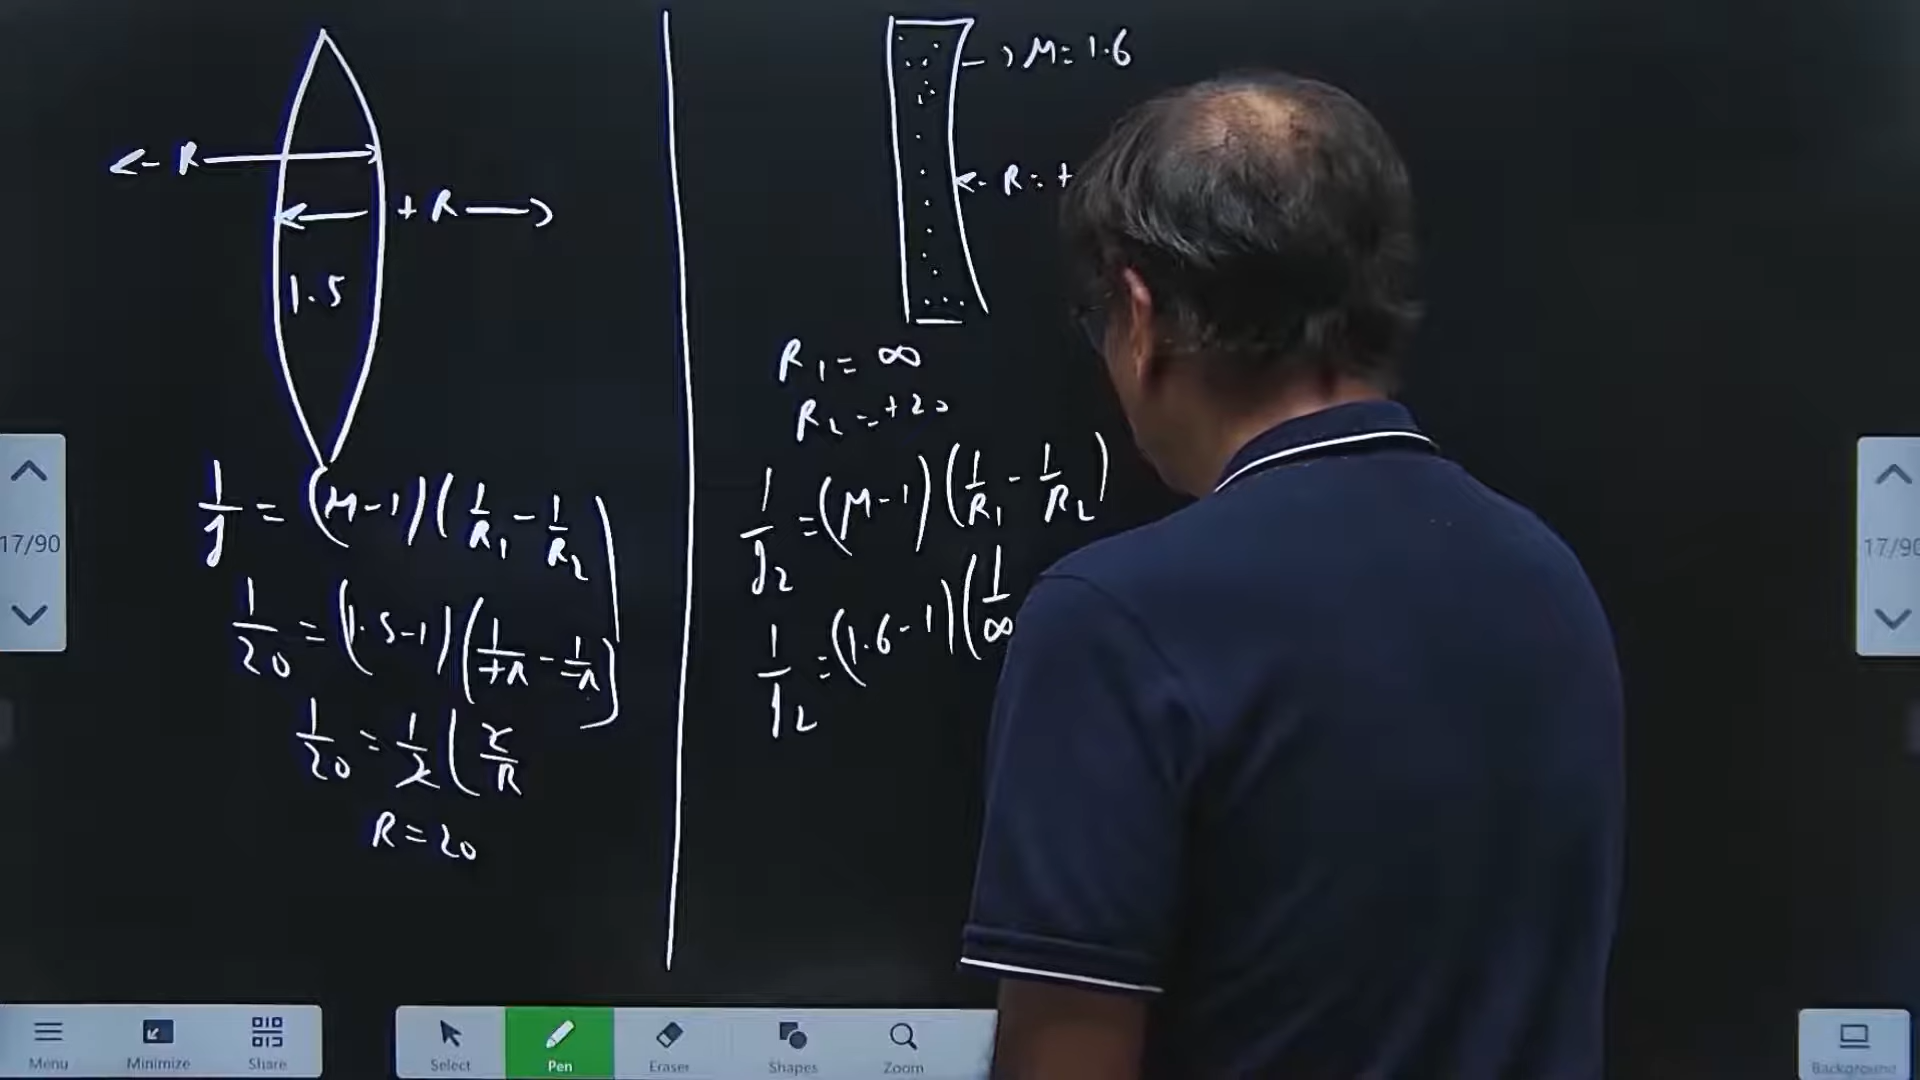 ← R
+ R →
1.5
1/f = (μ-1)(1/R₁ - 1/R₂)
1/20 = (1.5-1)(1/+R - 1/-R)
1/20 = 1/2 (2/R
R = 20
→ μ = 1.6
← R = +
R₁ = ∞
R₂ = +20
1/f₂ = (μ-1)(1/R₁ - 1/R₂)
1/f₂ = (1.6-1)(1/∞
17/90
17/90
Menu
Minimize
Share
Select
Pen
Eraser
Shapes
Zoom
Background